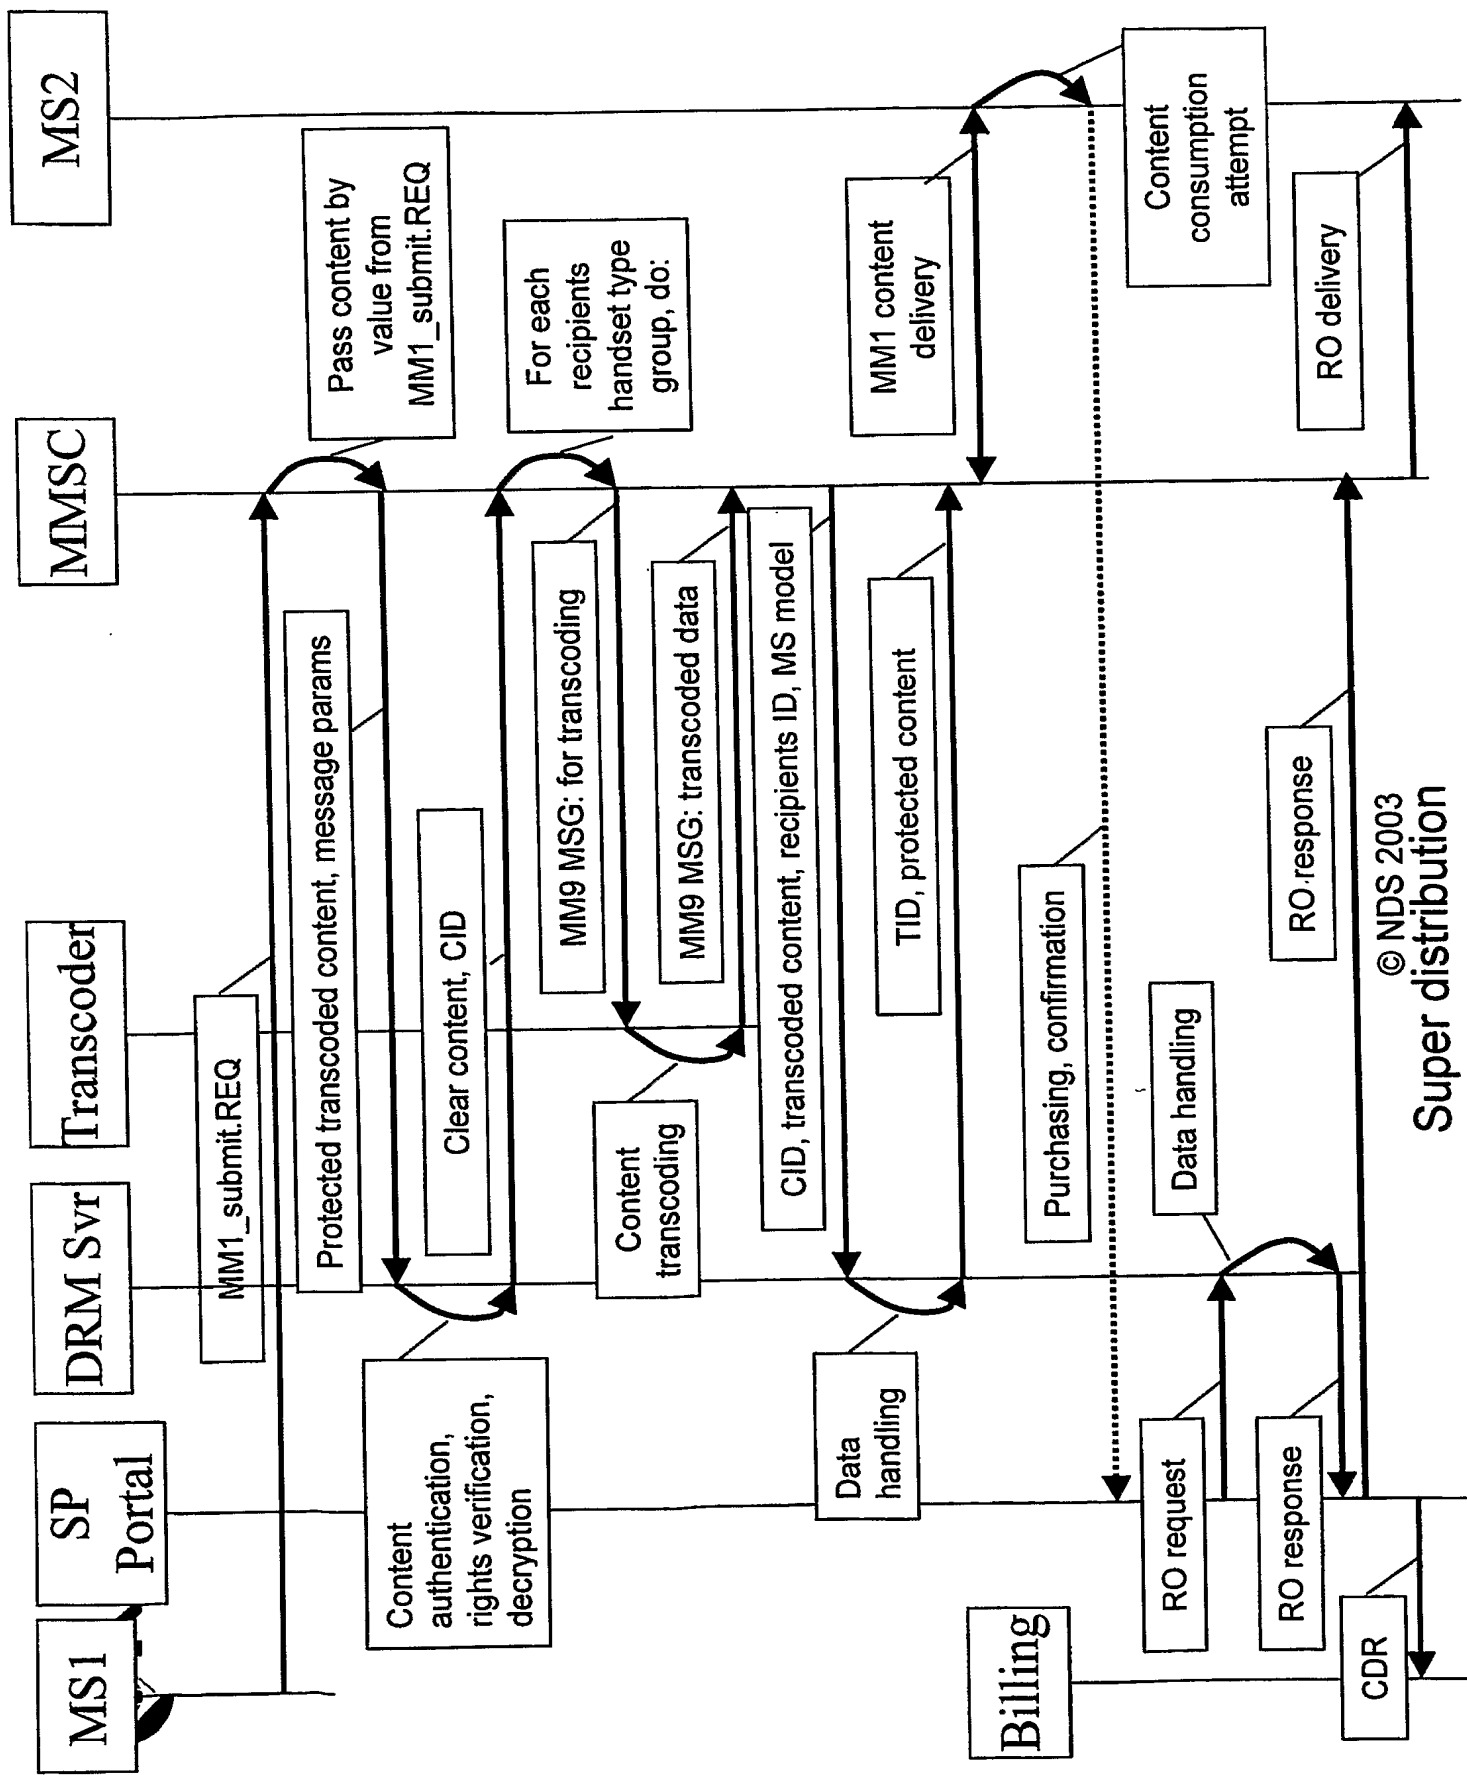 MS1
SP
Portal
DRM Svr
Transcoder
MMSC
MS2
MM1_submit.REQ
Pass content by
value from
MM1_submit.REQ
Protected transcoded content, message params
Content
authentication,
rights verification,
decryption
Clear content, CID
For each
recipients
handset type
group, do:
MM9 MSG: for transcoding
Content
transcoding
MM9 MSG: transcoded data
CID, transcoded content, recipients ID, MS model
Data
handling
TID, protected content
MM1 content
delivery
Content
consumption
attempt
Purchasing, confirmation
Billing
RO request
Data handling
RO response
RO response
RO delivery
CDR
© NDS 2003
Super distribution